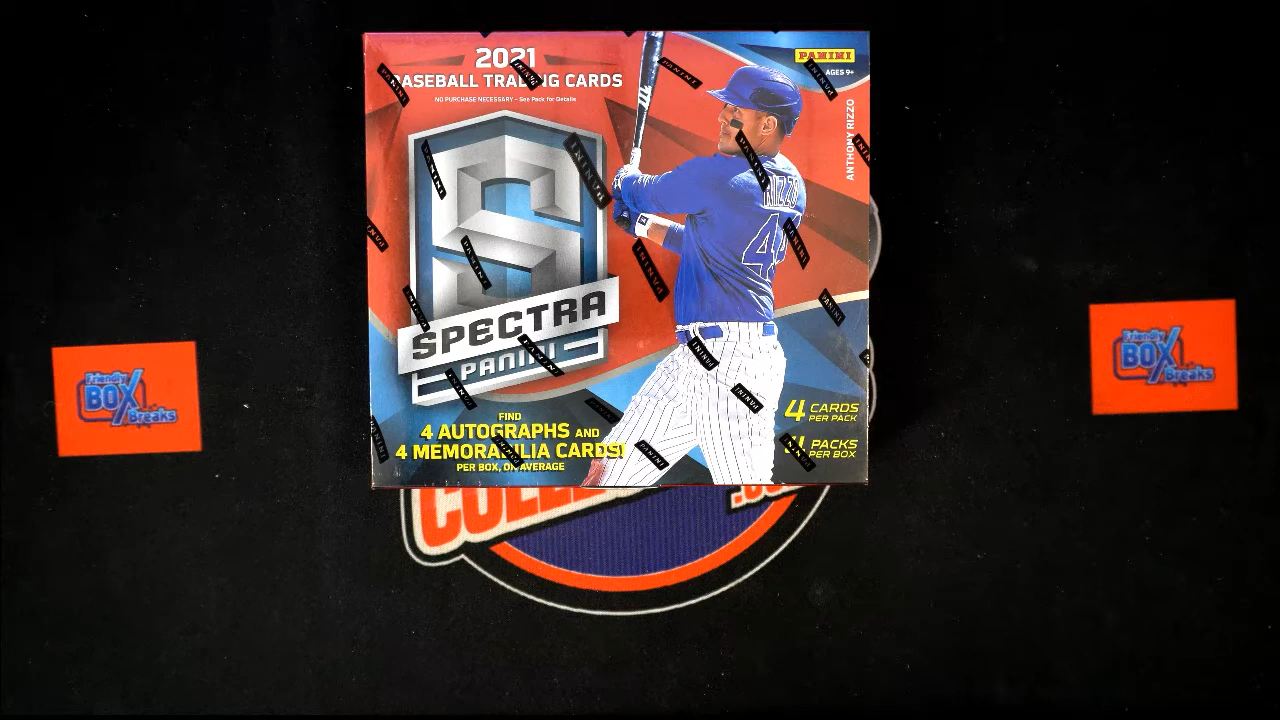 2021
BASEBALL TRADING CARDS
NO PURCHASE NECESSARY - See Pack for Details
PANINI
AGES 9+
ANTHONY RIZZO
RIZZO
44
S
SPECTRA
PANINI
FIND
4 AUTOGRAPHS AND
4 MEMORABILIA CARDS!
PER BOX, ON AVERAGE
4 CARDS
PER PACK
4 PACKS
PER BOX
Friendly
BOX
Breaks
Friendly
BOX
Breaks